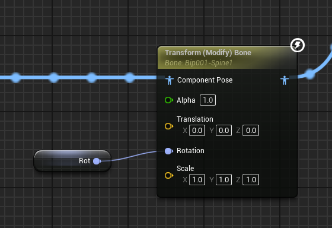 Transform (Modify) Bone
Bone Bip001-Spine1
Component Pose
Alpha 1.0
Translation
X 0.0 Y 0.0 Z 0.0
Rot
Rotation
Scale
X 1.0 Y 1.0 Z 1.0